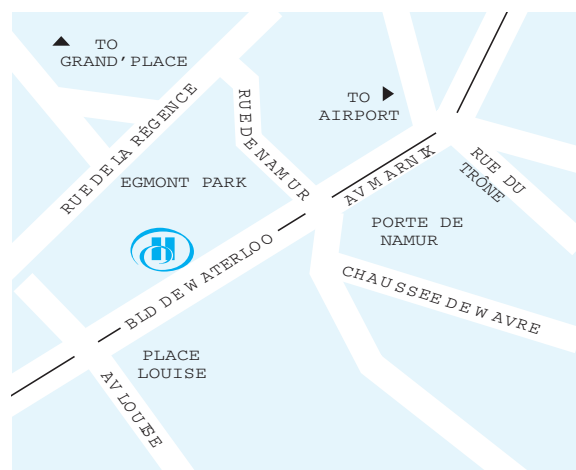 TO
GRAND'PLACE
TO
AIRPORT
RUE DE LA RÉGENCE
RUE DE NAMUR
EGMONT PARK
AV MARNIX
RUE DU
TRÔNE
PORTE DE
NAMUR
BLD DE WATERLOO
CHAUSSEE DE WAVRE
PLACE
LOUISE
AV LOUISE